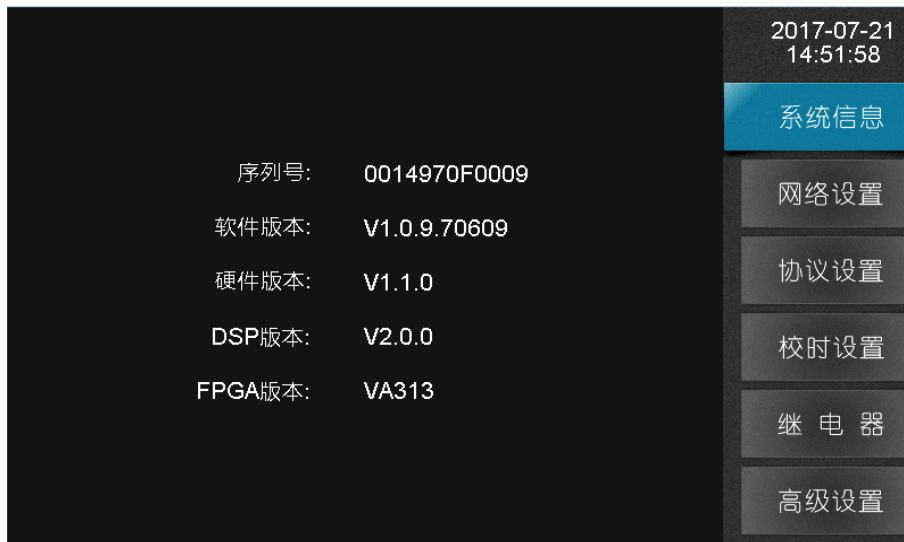 2017-07-21
14:51:58
系统信息
网络设置
协议设置
校时设置
继 电 器
高级设置
序列号: 0014970F0009
软件版本: V1.0.9.70609
硬件版本: V1.1.0
DSP版本: V2.0.0
FPGA版本: VA313